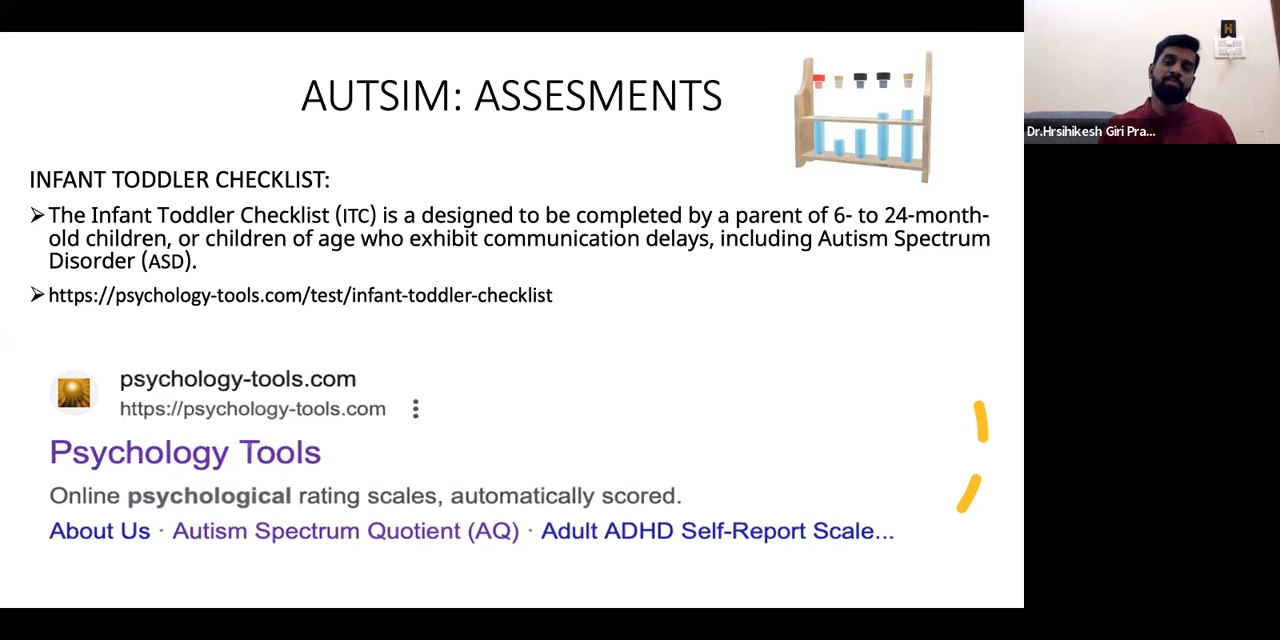 AUTSIM: ASSESMENTS
INFANT TODDLER CHECKLIST:
The Infant Toddler Checklist (ITC) is a designed to be completed by a parent of 6- to 24-month-
old children, or children of age who exhibit communication delays, including Autism Spectrum
Disorder (ASD).
https://psychology-tools.com/test/infant-toddler-checklist
psychology-tools.com
https://psychology-tools.com
Psychology Tools
Online psychological rating scales, automatically scored.
About Us · Autism Spectrum Quotient (AQ) · Adult ADHD Self-Report Scale...
H
Dr.Hrsihikesh Giri Pra...